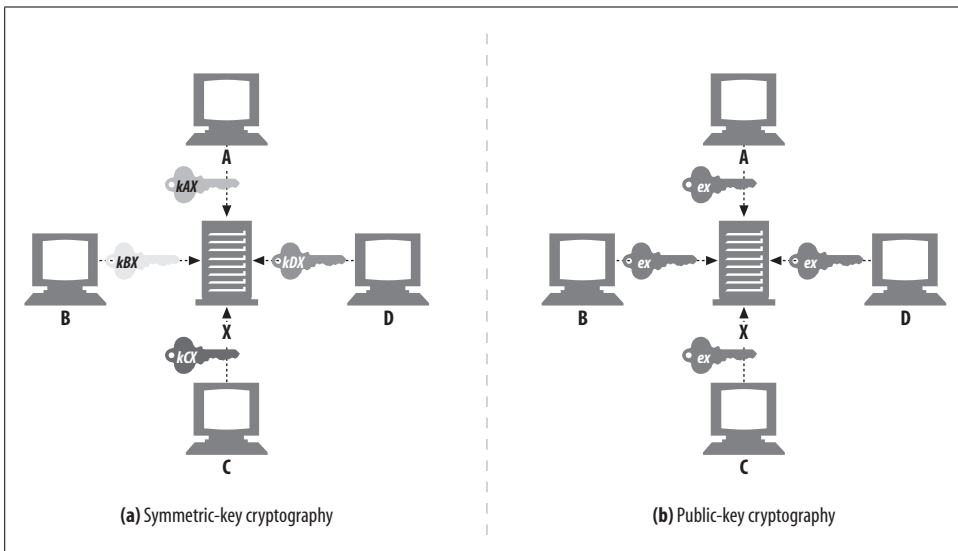 A
kAX
kBX
kDX
B
X
D
kCX
C
(a) Symmetric-key cryptography
A
ex
ex
ex
B
X
D
ex
C
(b) Public-key cryptography